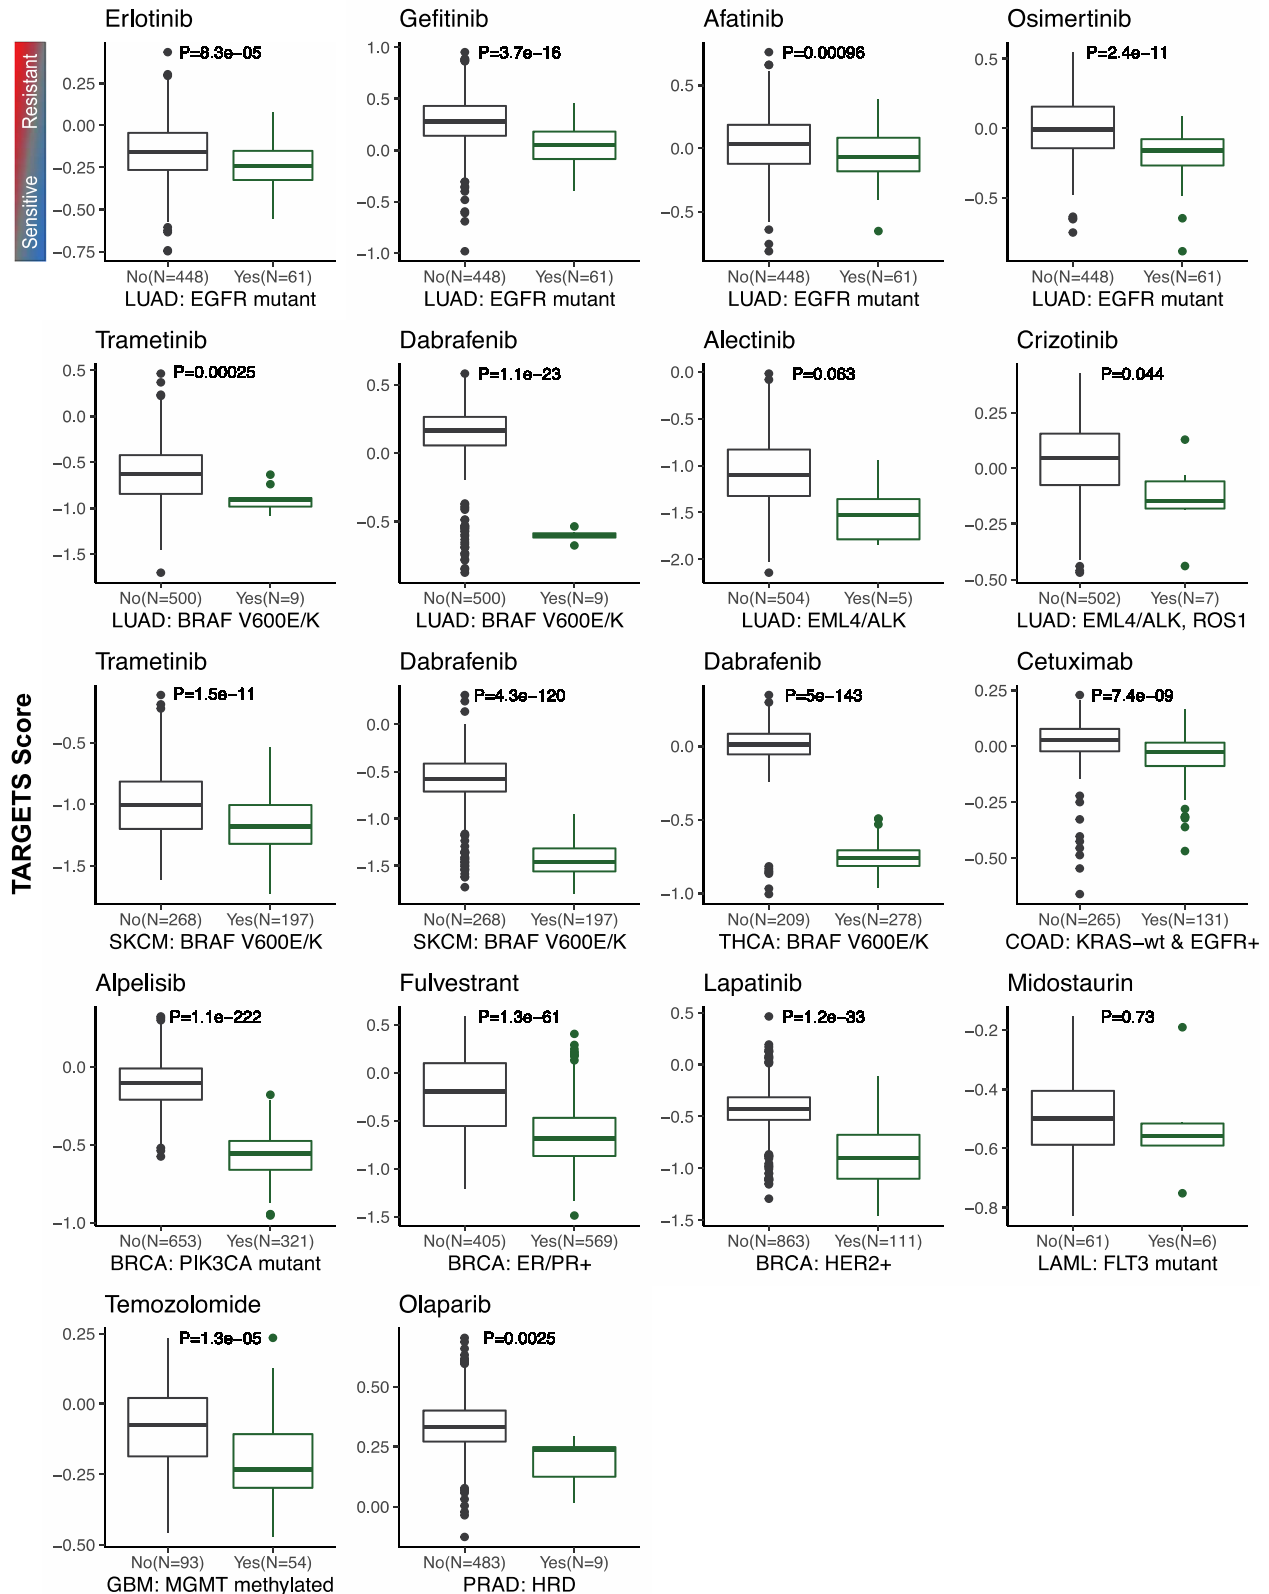 Erlotinib
Gefitinib
Afatinib
Osimertinib
Resistant
Sensitive
P=8.3e−05
0.25
0.00
−0.25
−0.50
−0.75
No(N=448) Yes(N=61)
LUAD: EGFR mutant
P=3.7e−16
1.0
0.5
0.0
−0.5
−1.0
No(N=448) Yes(N=61)
LUAD: EGFR mutant
P=0.00096
0.5
0.0
−0.5
No(N=448) Yes(N=61)
LUAD: EGFR mutant
P=2.4e−11
0.5
0.0
−0.5
No(N=448) Yes(N=61)
LUAD: EGFR mutant
TARGETS Score
Trametinib
P=0.00025
0.5
0.0
−0.5
−1.0
−1.5
No(N=500) Yes(N=9)
LUAD: BRAF V600E/K
Dabrafenib
P=1.1e−23
0.5
0.0
−0.5
No(N=500) Yes(N=9)
LUAD: BRAF V600E/K
Alectinib
P=0.063
0.0
−0.5
−1.0
−1.5
−2.0
No(N=504) Yes(N=5)
LUAD: EML4/ALK
Crizotinib
P=0.044
0.25
0.00
−0.25
−0.50
No(N=502) Yes(N=7)
LUAD: EML4/ALK, ROS1
Trametinib
P=1.5e−11
−0.5
−1.0
−1.5
No(N=268) Yes(N=197)
SKCM: BRAF V600E/K
Dabrafenib
P=4.3e−120
0.0
−0.5
−1.0
−1.5
No(N=268) Yes(N=197)
SKCM: BRAF V600E/K
Dabrafenib
P=5e−143
0.0
−0.5
−1.0
No(N=209) Yes(N=278)
THCA: BRAF V600E/K
Cetuximab
P=7.4e−09
0.25
0.00
−0.25
−0.50
No(N=265) Yes(N=131)
COAD: KRAS−wt & EGFR+
Alpelisib
P=1.1e−222
0.0
−0.5
−1.0
No(N=653) Yes(N=321)
BRCA: PIK3CA mutant
Fulvestrant
P=1.3e−61
0.5
0.0
−0.5
−1.0
−1.5
No(N=405) Yes(N=569)
BRCA: ER/PR+
Lapatinib
P=1.2e−33
0.5
0.0
−0.5
−1.0
−1.5
No(N=863) Yes(N=111)
BRCA: HER2+
Midostaurin
P=0.73
−0.2
−0.4
−0.6
−0.8
No(N=61) Yes(N=6)
LAML: FLT3 mutant
Temozolomide
P=1.3e−05
0.25
0.00
−0.25
−0.50
No(N=93) Yes(N=54)
GBM: MGMT methylated
Olaparib
P=0.0025
0.50
0.25
0.00
No(N=483) Yes(N=9)
PRAD: HRD